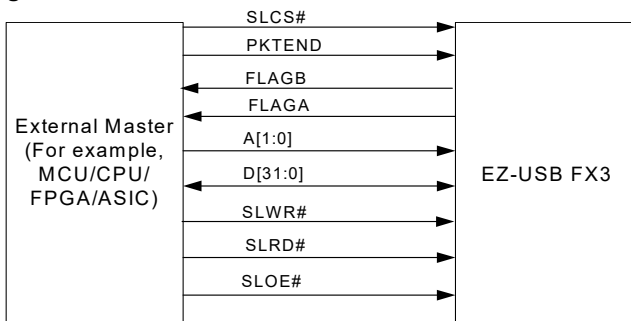 SLCS#
PKTEND
FLAGB
FLAGA
External Master
(For example,
MCU/CPU/
FPGA/ASIC)
A[1:0]
D[31:0]
SLWR#
SLRD#
SLOE#
EZ-USB FX3